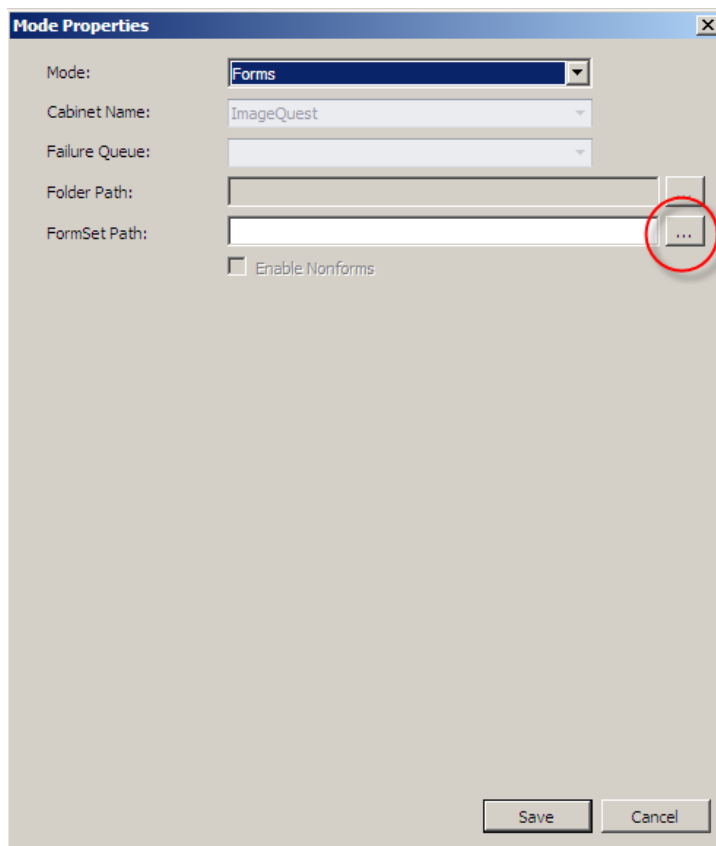 Mode Properties
Mode: Forms
Cabinet Name: ImageQuest
Failure Queue:
Folder Path: ...
FormSet Path: ...
Enable Nonforms
Save Cancel